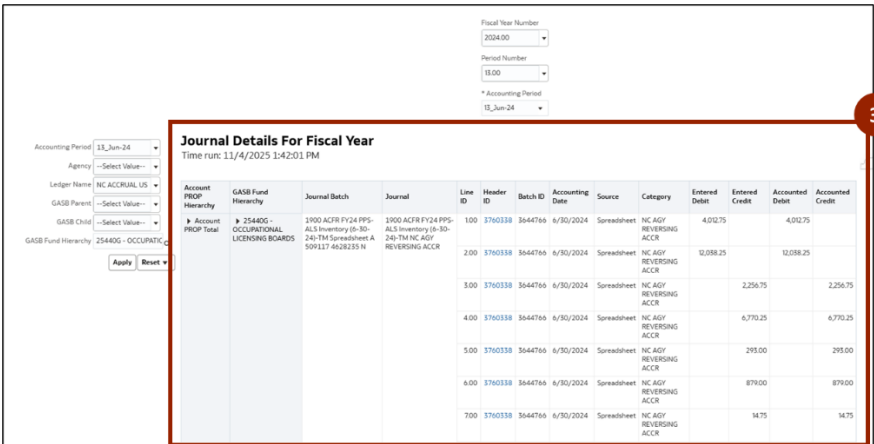 Fiscal Year Number
2024.00
Period Number
13.00
* Accounting Period
13_Jun-24
3
Accounting Period 13_Jun-24
Agency --Select Value--
Ledger Name NC ACCRUAL US
GASB Parent --Select Value--
GASB Child --Select Value--
GASB Fund Hierarchy 25440G - OCCUPATIC
Apply Reset
Journal Details For Fiscal Year
Time run: 11/4/2025 1:42:01 PM
Account PROP Hierarchy GASB Fund Hierarchy Journal Batch Journal Line ID Header ID Batch ID Accounting Date Source Category Entered Debit Entered Credit Accounted Debit Accounted Credit
Account PROP Total 25440G - OCCUPATIONAL LICENSING BOARDS 1900 ACFR FY24 PPS-ALS Inventory (6-30-24)-TM Spreadsheet A 509117 4628235 N 1900 ACFR FY24 PPS-ALS Inventory (6-30-24)-TM NC AGY REVERSING ACCR 1.00 3760338 3644766 6/30/2024 Spreadsheet NC AGY REVERSING ACCR 4,012.75 4,012.75
2.00 3760338 3644766 6/30/2024 Spreadsheet NC AGY REVERSING ACCR 12,038.25 12,038.25
3.00 3760338 3644766 6/30/2024 Spreadsheet NC AGY REVERSING ACCR 2,256.75 2,256.75
4.00 3760338 3644766 6/30/2024 Spreadsheet NC AGY REVERSING ACCR 6,770.25 6,770.25
5.00 3760338 3644766 6/30/2024 Spreadsheet NC AGY REVERSING ACCR 293.00 293.00
6.00 3760338 3644766 6/30/2024 Spreadsheet NC AGY REVERSING ACCR 879.00 879.00
7.00 3760338 3644766 6/30/2024 Spreadsheet NC AGY REVERSING ACCR 14.75 14.75